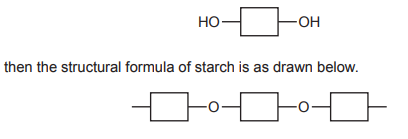 HO OH
then the structural formula of starch is as drawn below.
O O